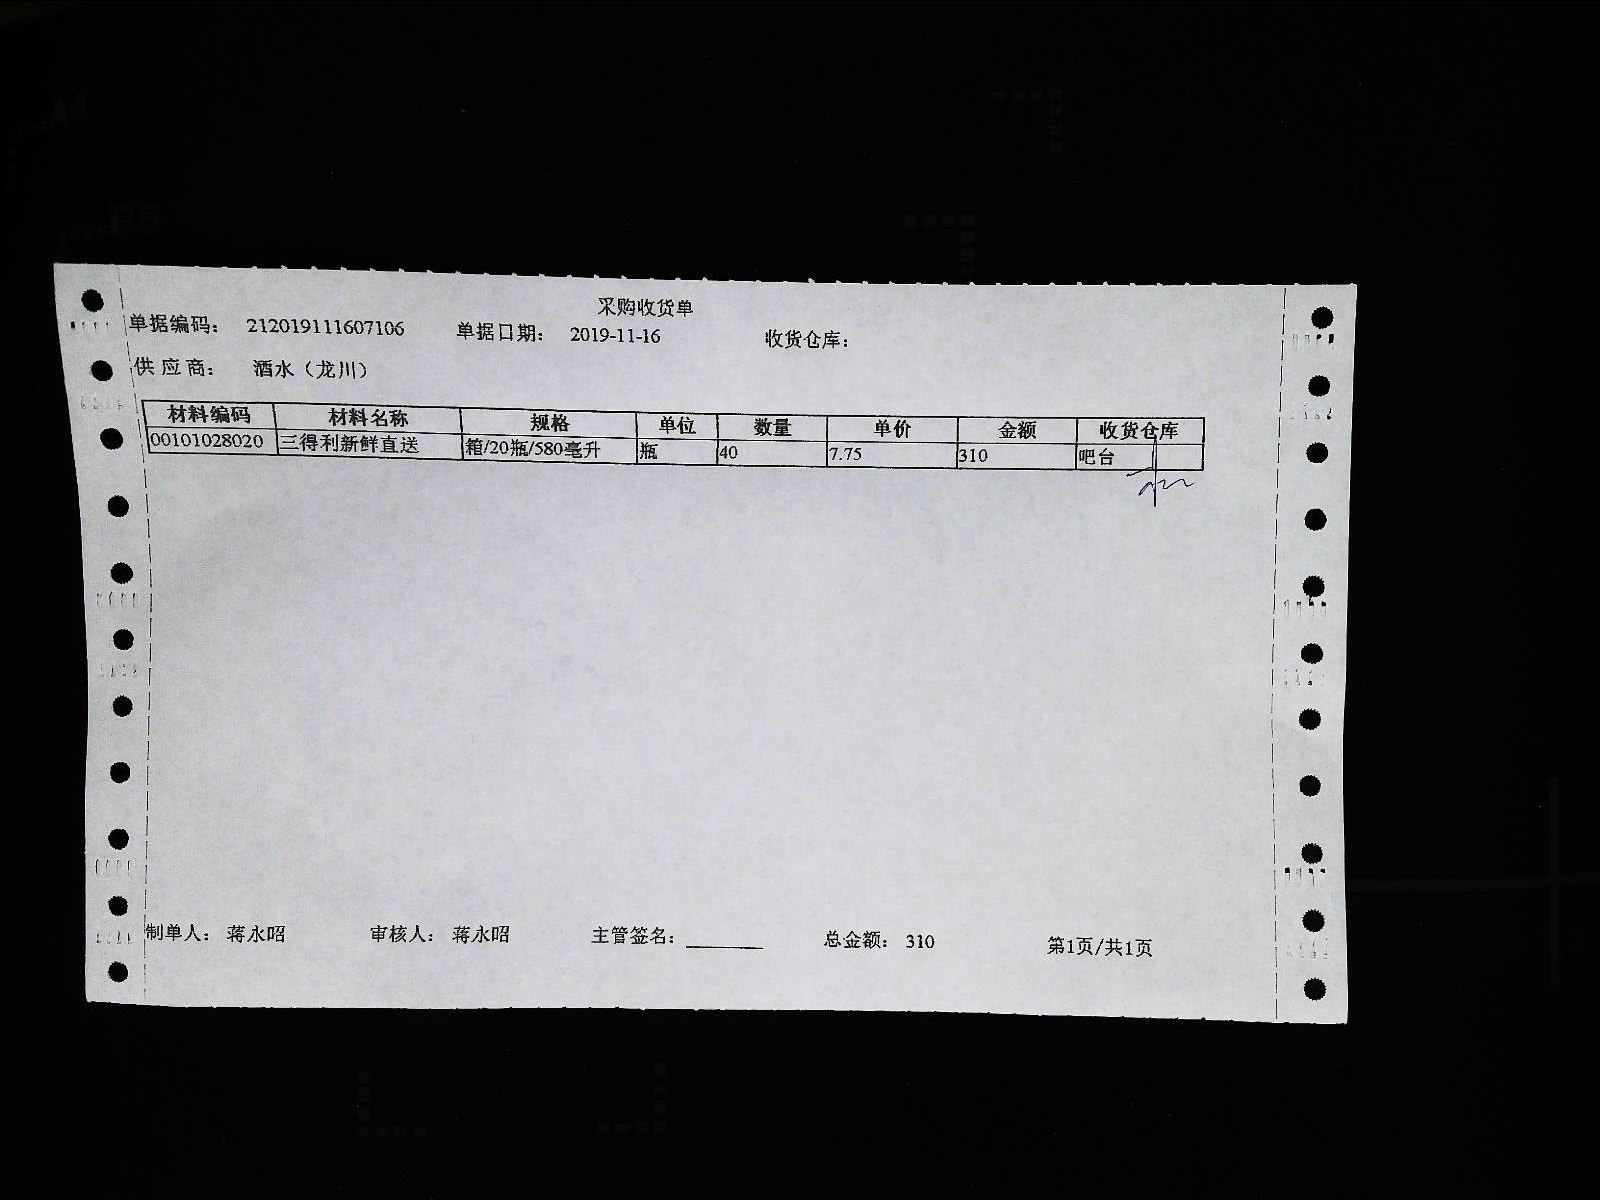 采购收货单
单据编码： 212019111607106 单据日期： 2019-11-16 收货仓库：
供应商： 酒水（龙川）
材料编码 材料名称 规格 单位 数量 单价 金额 收货仓库
00101028020 三得利新鲜直送 箱/20瓶/580毫升 瓶 40 7.75 310 吧台
制单人： 蒋永昭 审核人： 蒋永昭 主管签名： 总金额： 310 第1页/共1页